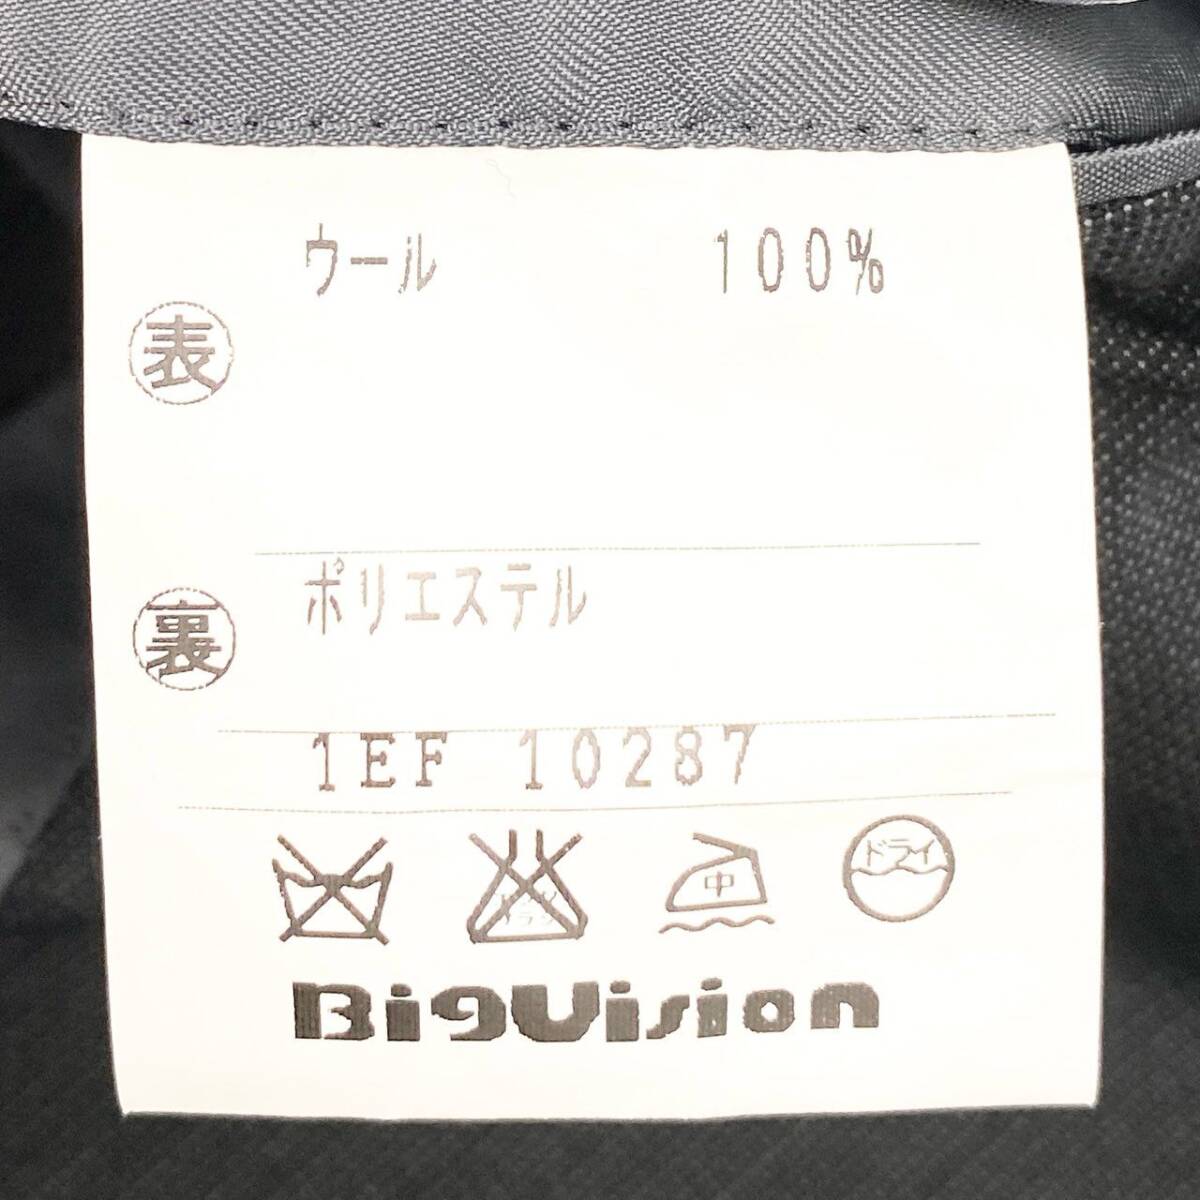 ウール 100%
表
ポリエステル
裏
1EF 10287
中 ドライ
BigVision